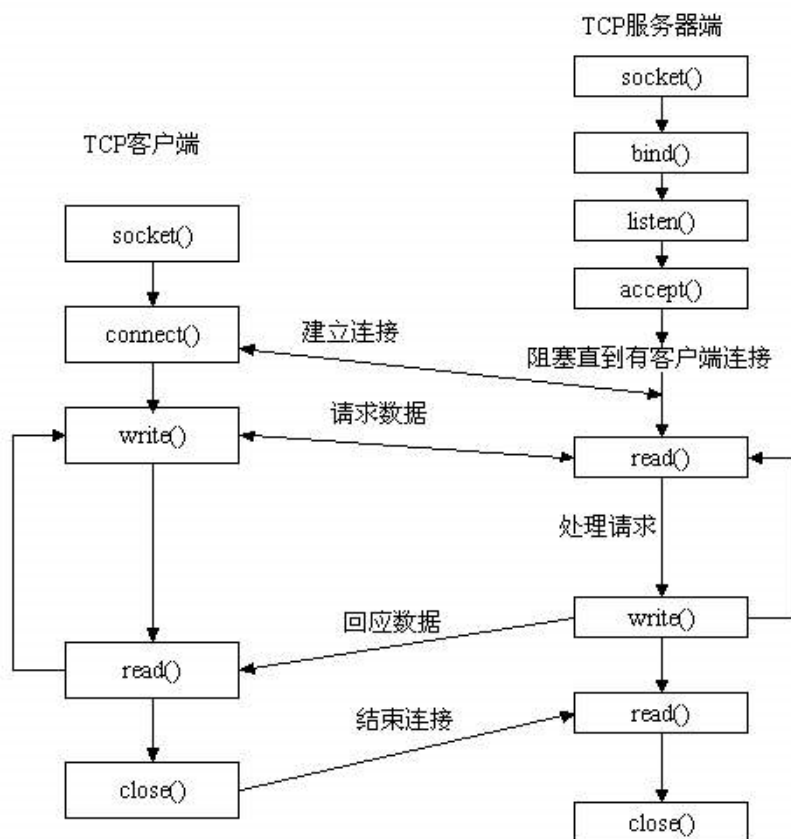 TCP服务器端
socket()
bind()
TCP客户端
listen()
socket()
accept()
connect()
建立连接
阻塞直到有客户端连接
请求数据
write()
read()
处理请求
回应数据
write()
read()
结束连接
read()
close()
close()